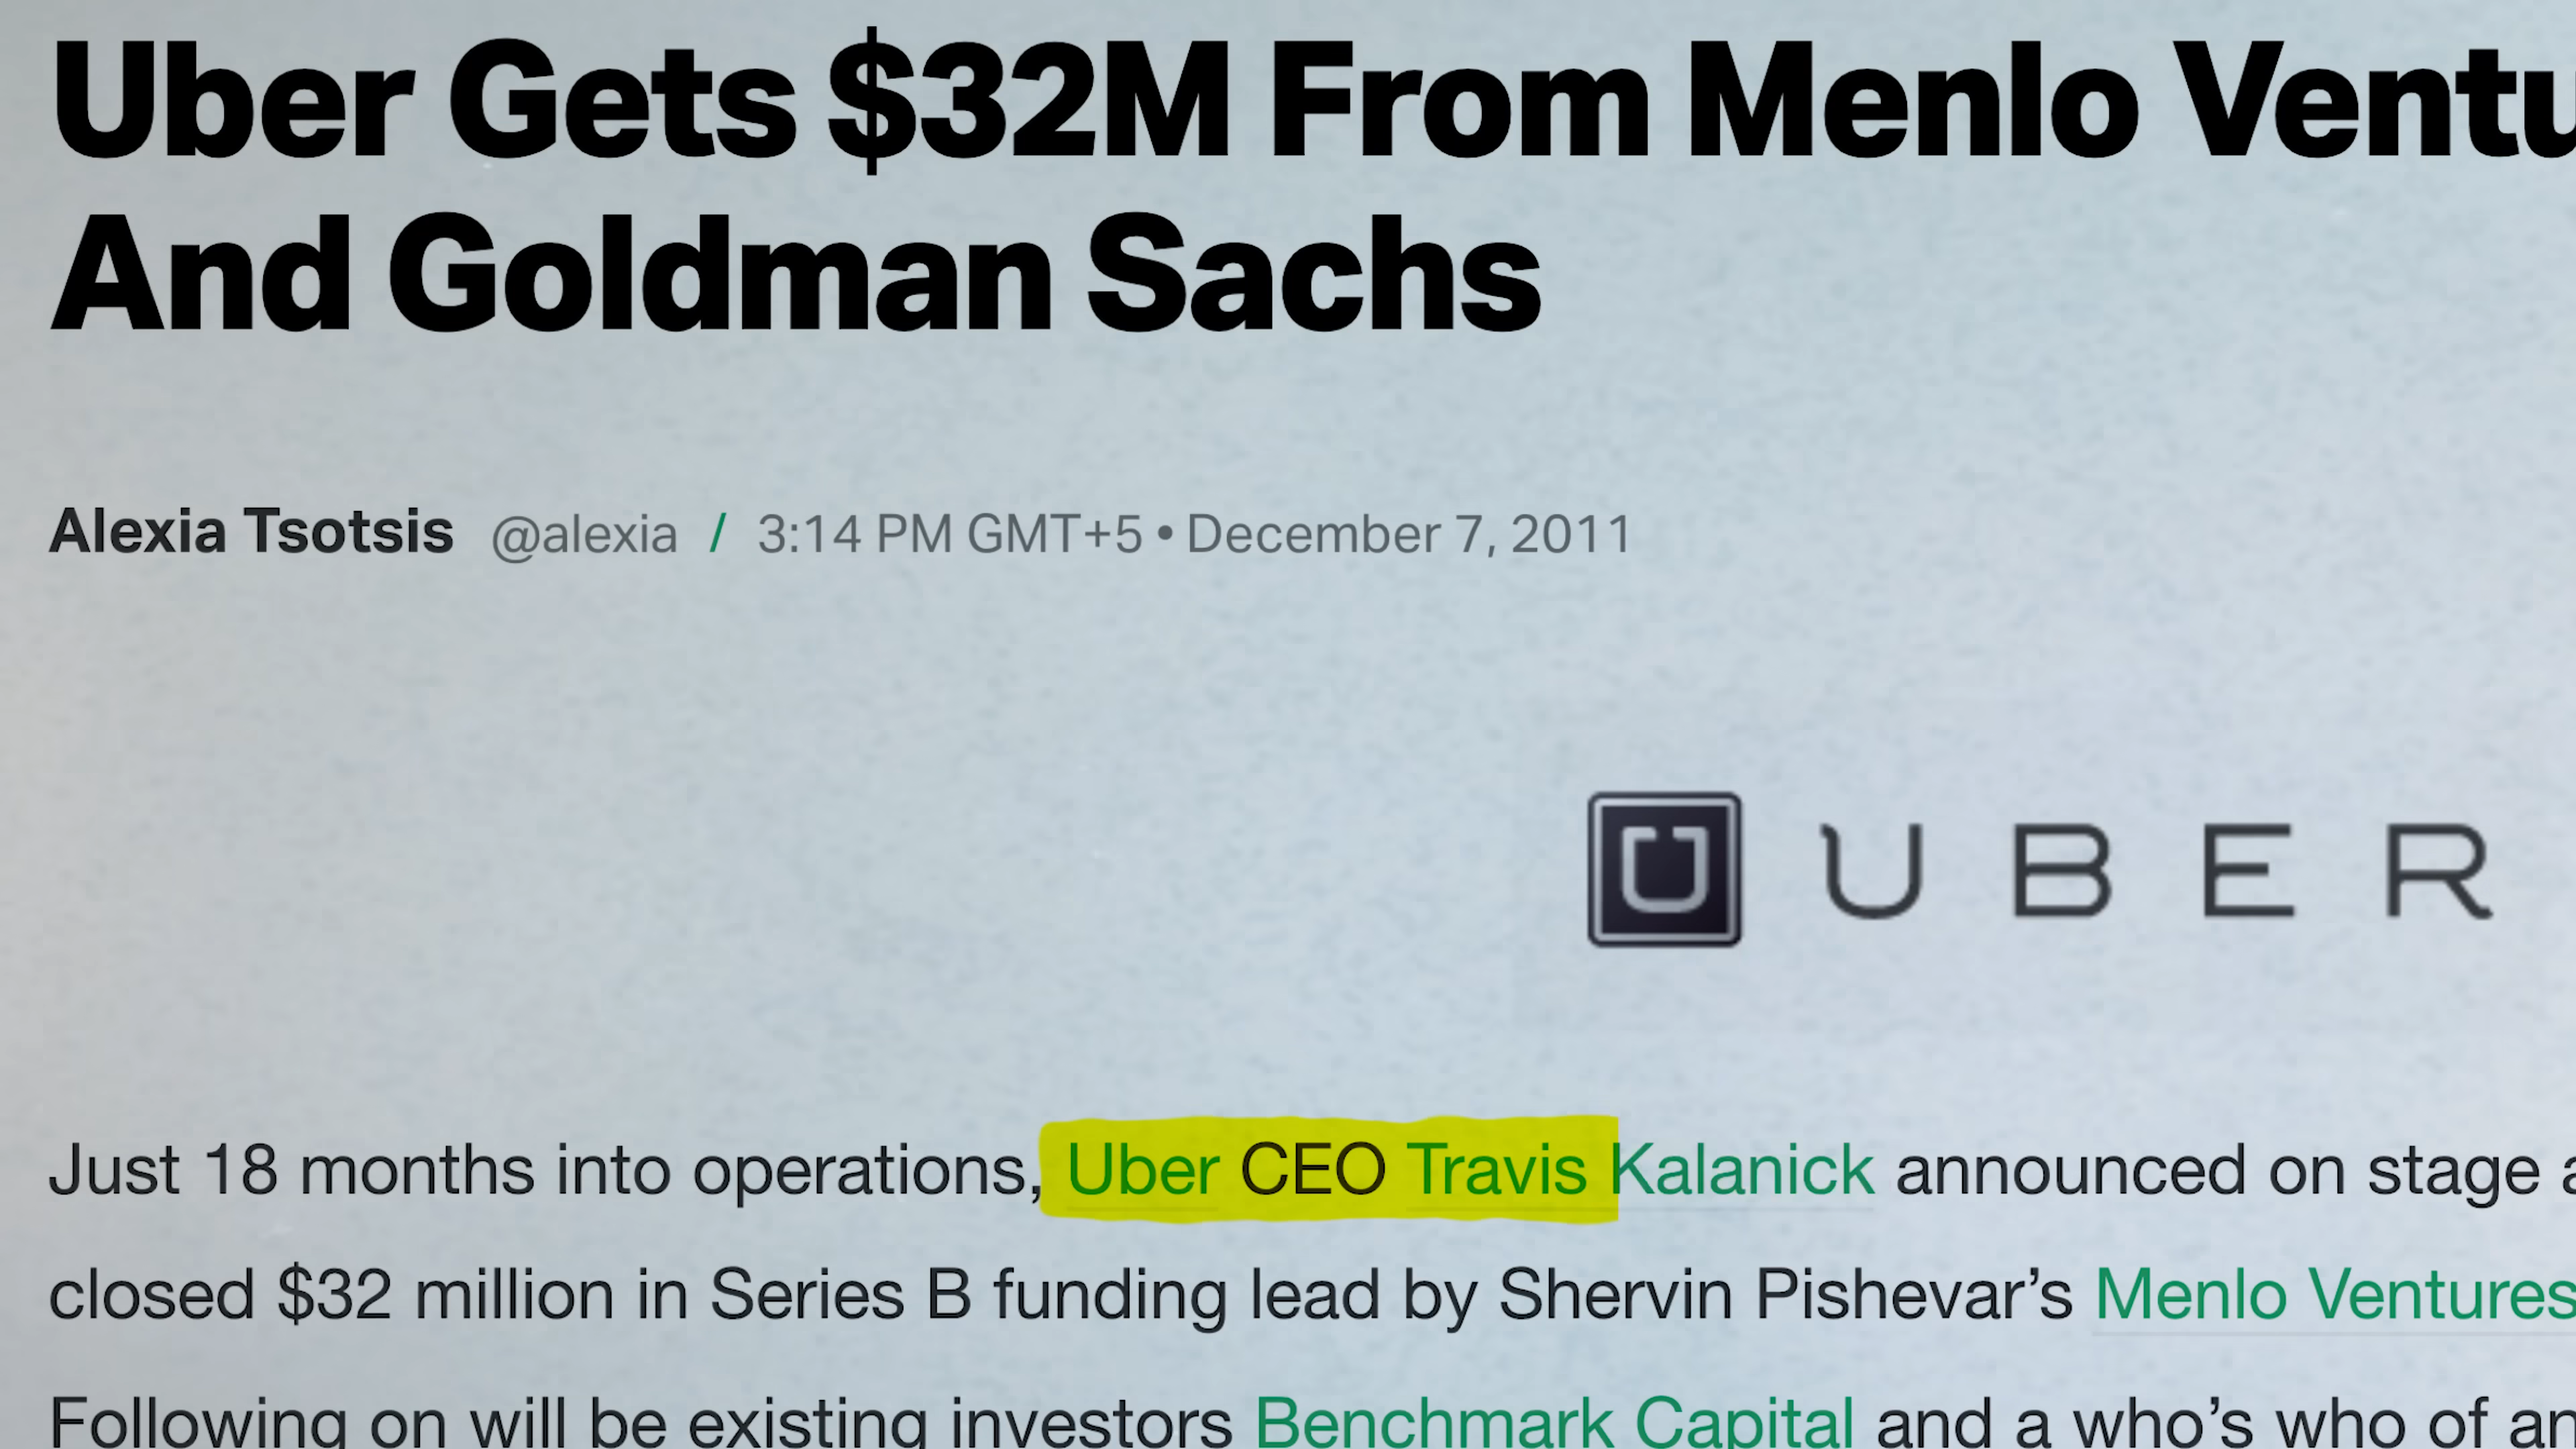 Uber Gets $32M From Menlo Ventu
And Goldman Sachs
Alexia Tsotsis @alexia / 3:14 PM GMT+5 • December 7, 2011
U UBER
Just 18 months into operations, Uber CEO Travis Kalanick announced on stage a
closed $32 million in Series B funding lead by Shervin Pishevar’s Menlo Ventures
Following on will be existing investors Benchmark Capital and a who’s who of an